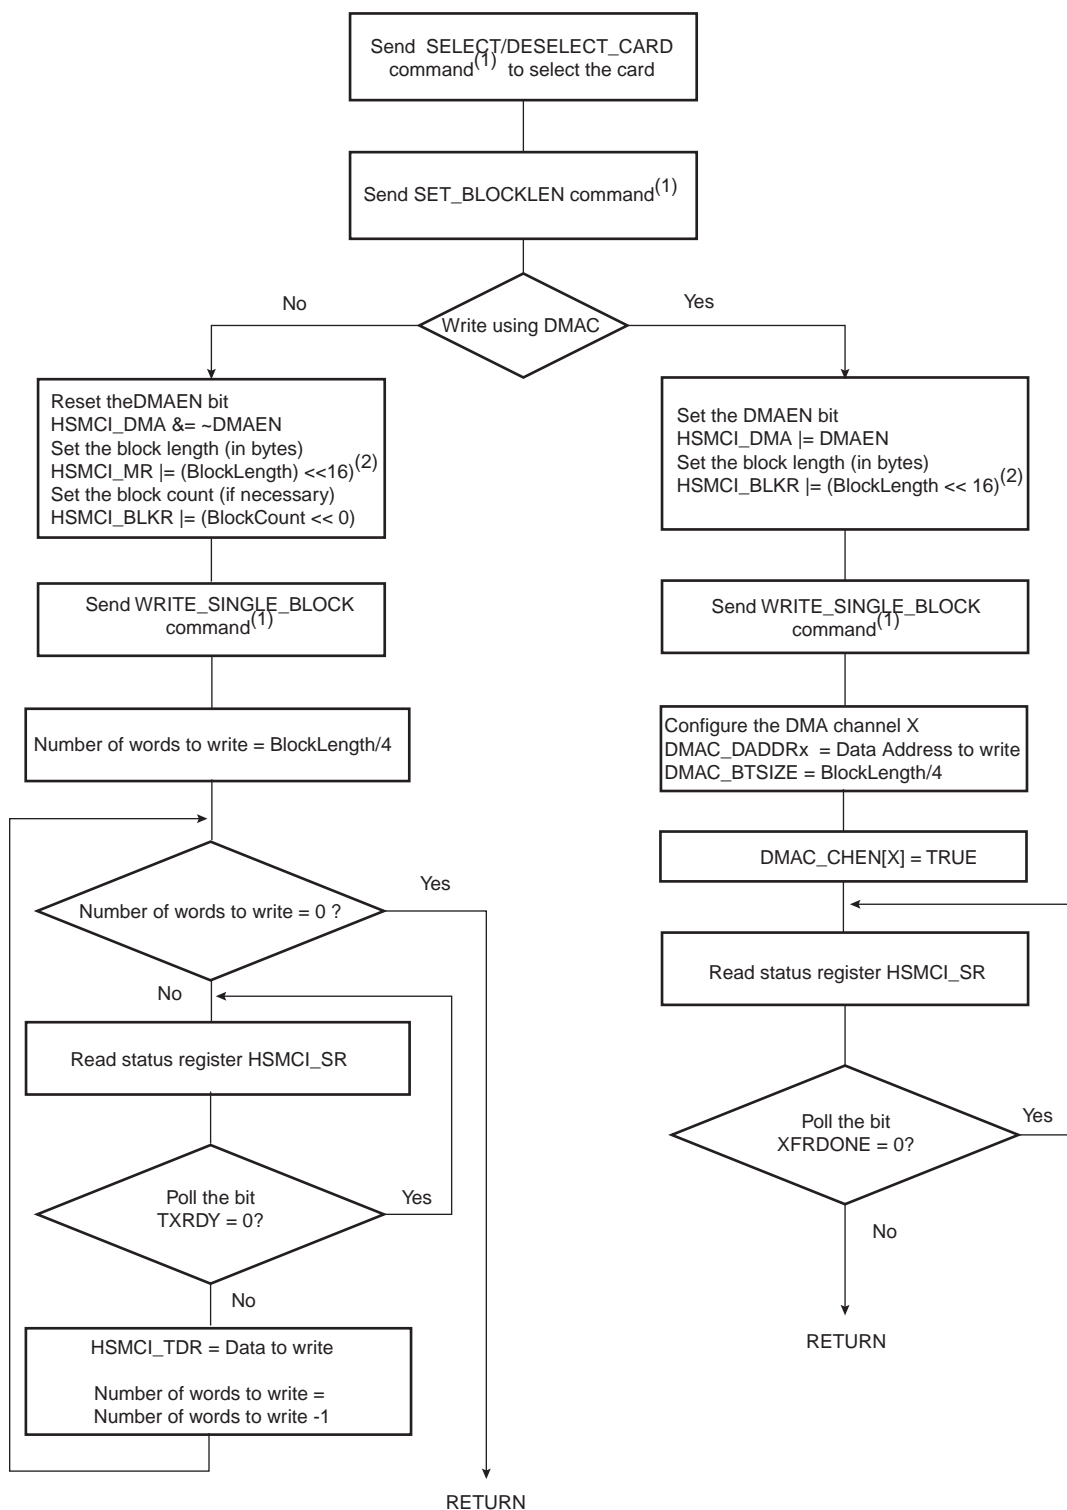 Send SELECT/DESELECT_CARD
command(1) to select the card
Send SET_BLOCKLEN command(1)
No
Write using DMAC
Yes
Reset theDMAEN bit
HSMCI_DMA &= ~DMAEN
Set the block length (in bytes)
HSMCI_MR |= (BlockLength) <<16)(2)
Set the block count (if necessary)
HSMCI_BLKR |= (BlockCount << 0)
Send WRITE_SINGLE_BLOCK
command(1)
Number of words to write = BlockLength/4
Number of words to write = 0 ?
Yes
No
Read status register HSMCI_SR
Poll the bit
TXRDY = 0?
Yes
No
HSMCI_TDR = Data to write
Number of words to write =
Number of words to write -1
RETURN
Set the DMAEN bit
HSMCI_DMA |= DMAEN
Set the block length (in bytes)
HSMCI_BLKR |= (BlockLength << 16)(2)
Send WRITE_SINGLE_BLOCK
command(1)
Configure the DMA channel X
DMAC_DADDRx = Data Address to write
DMAC_BTSIZE = BlockLength/4
DMAC_CHEN[X] = TRUE
Read status register HSMCI_SR
Poll the bit
XFRDONE = 0?
Yes
No
RETURN